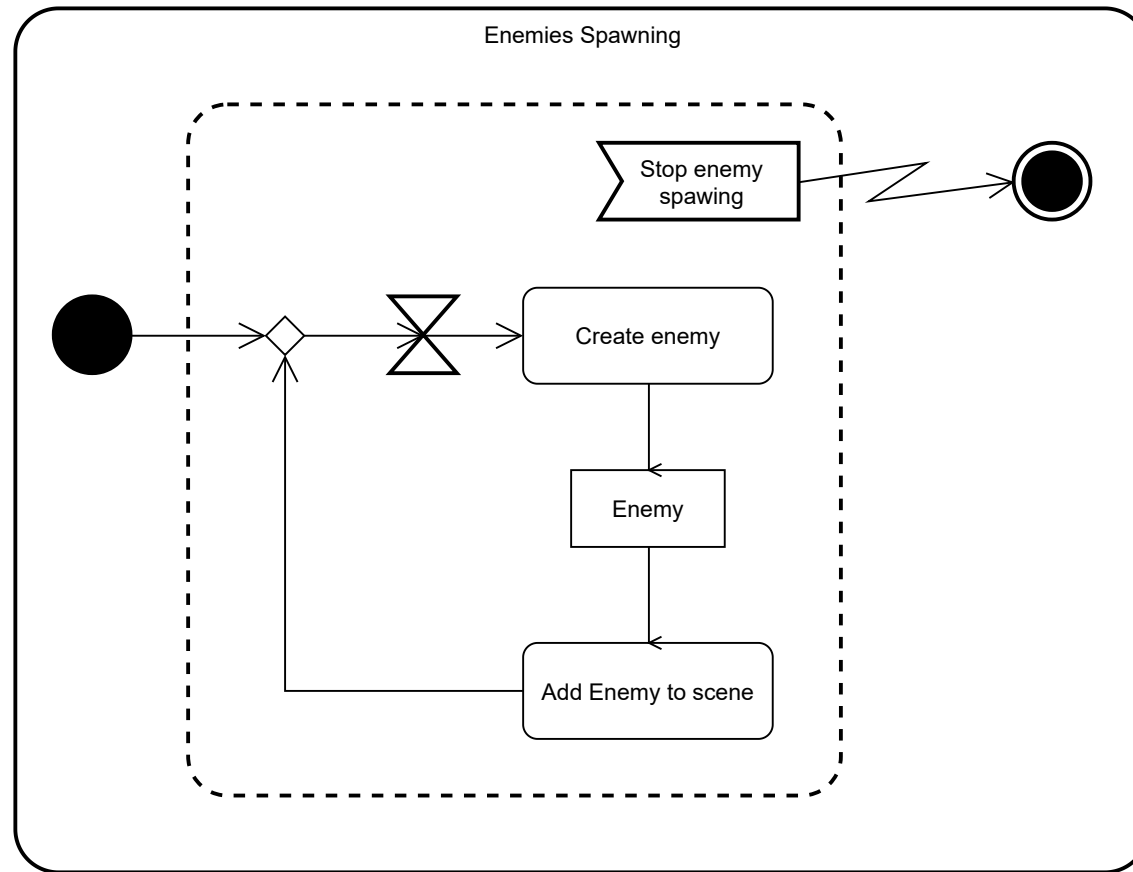 Enemies Spawning
Stop enemy
spawing
Create enemy
Enemy
Add Enemy to scene